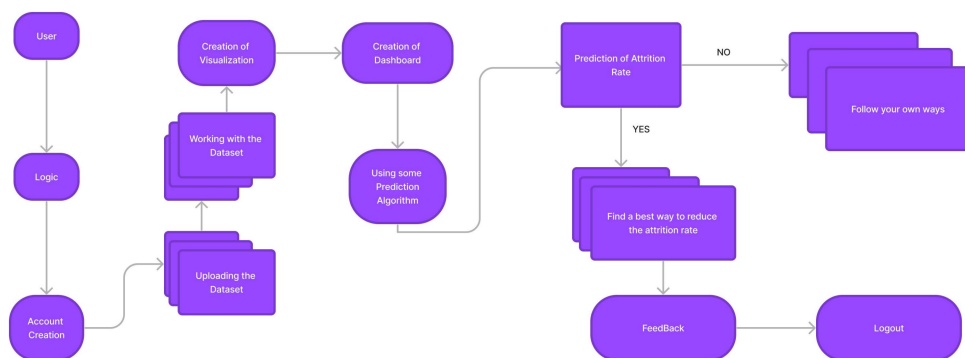 User
Logic
Account
Creation
Uploading the
Dataset
Working with the
Dataset
Creation of
Visualization
Creation of
Dashboard
Using some
Prediction
Algorithm
Prediction of Attrition
Rate
NO
Follow your own ways
YES
Find a best way to reduce
the attrition rate
FeedBack
Logout